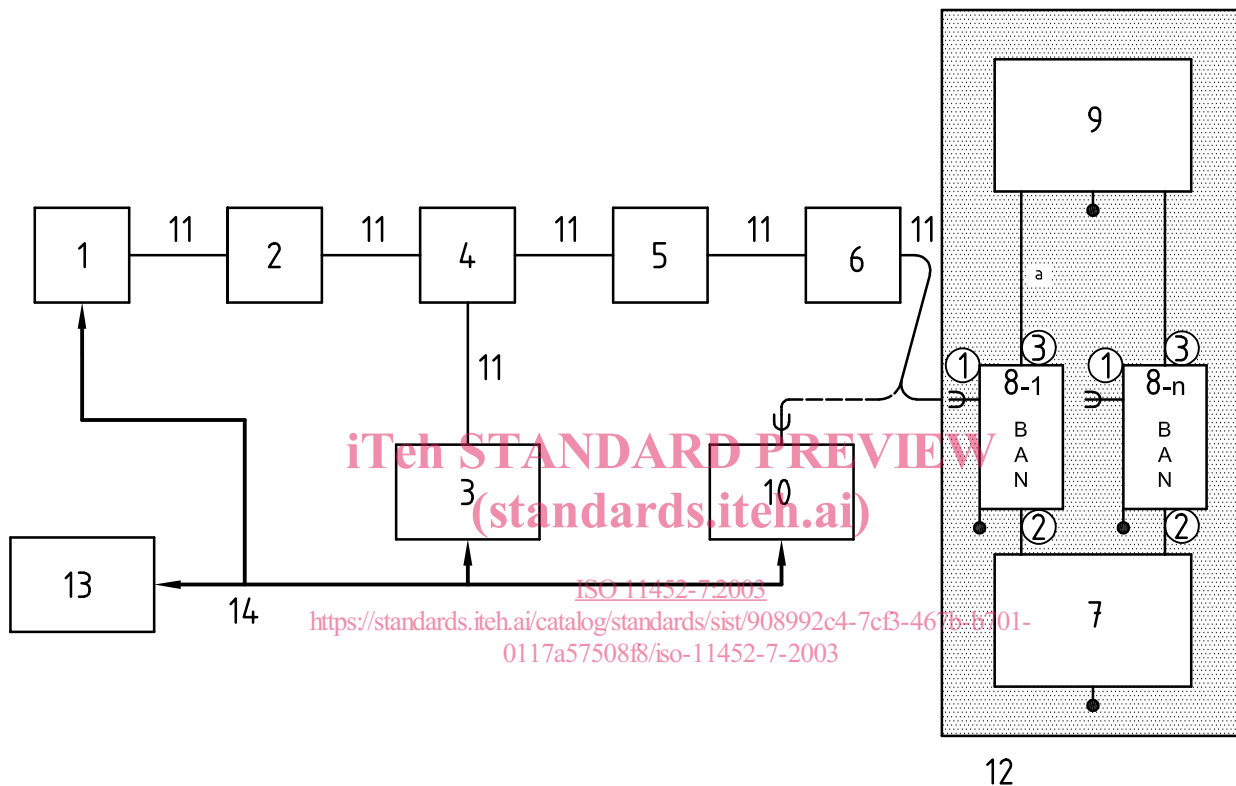 9
11 11 11 11 11
1 2 4 5 6
a
11
1 3 1 3
8-1 8-n
BAN BAN
iTeh STANDARD PREVIEW
3 10
(standards.iteh.ai)
2 2
13
ISO 11452-7:2003
14
7
https://standards.iteh.ai/catalog/standards/sist/908992c4-7cf3-467b-b701-
0117a57508f8/iso-11452-7-2003
12